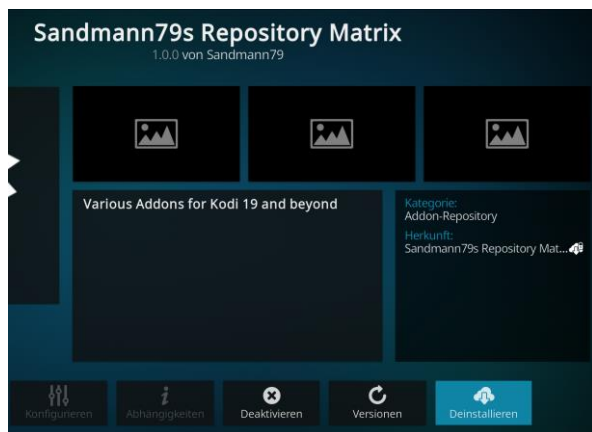 Sandmann79s Repository Matrix
1.0.0 von Sandmann79
Various Addons for Kodi 19 and beyond
Kategorie:
Addon-Repository
Herkunft:
Sandmann79s Repository Mat...
Konfigurieren
Abhängigkeiten
Deaktivieren
Versionen
Deinstallieren